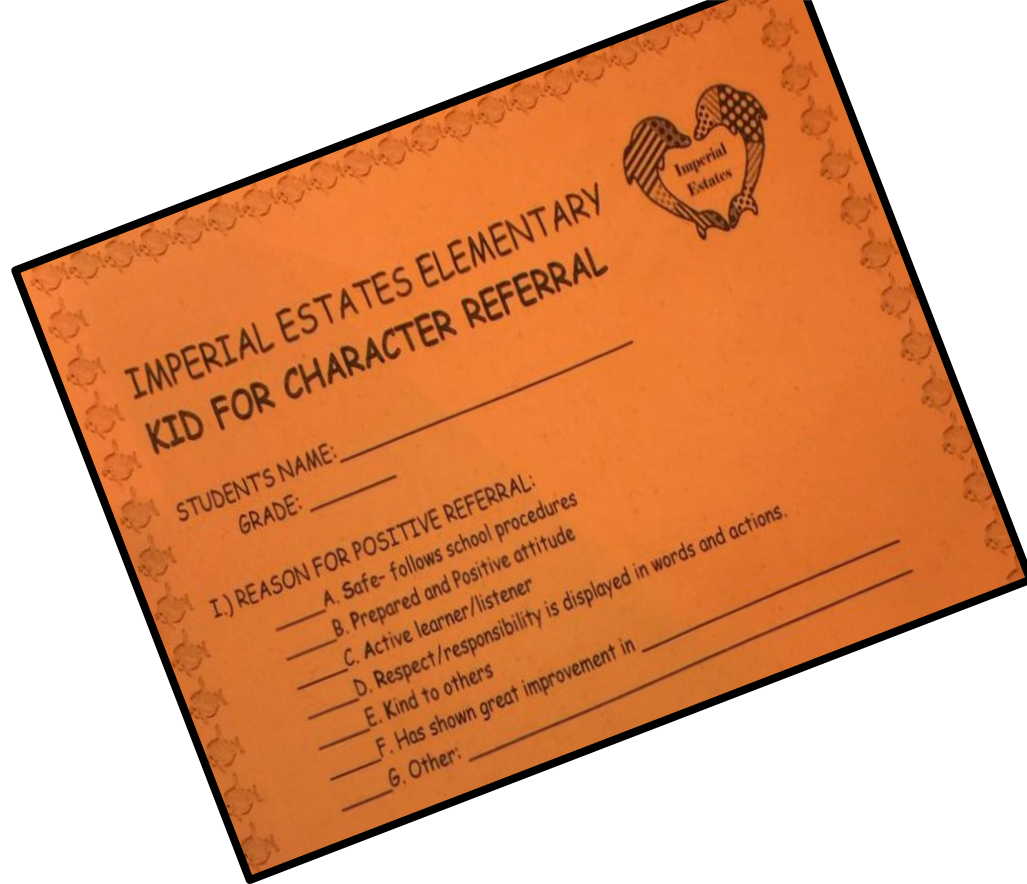 Imperial
Estates
IMPERIAL ESTATES ELEMENTARY
KID FOR CHARACTER REFERRAL
STUDENT'S NAME:
GRADE:
I.) REASON FOR POSITIVE REFERRAL:
A. Safe- follows school procedures
B. Prepared and Positive attitude
C. Active learner/listener
D. Respect/responsibility is displayed in words and actions.
E. Kind to others
F. Has shown great improvement in
G. Other: